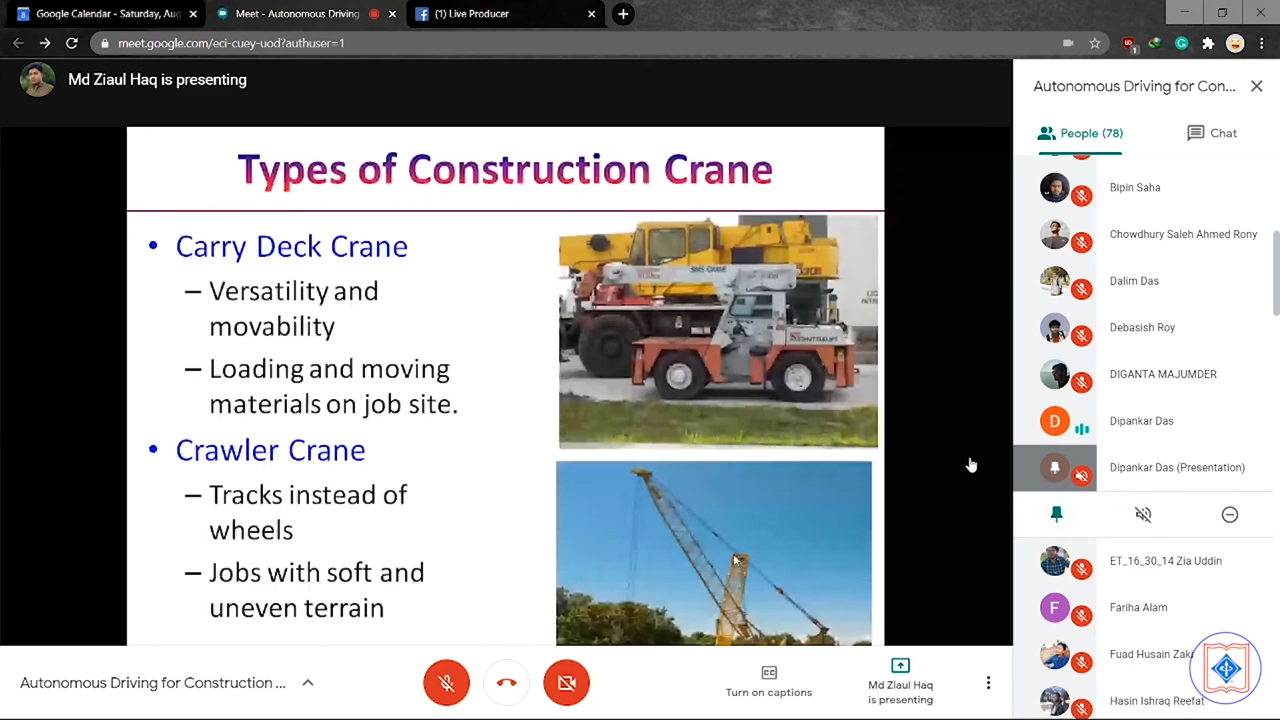 Google Calendar - Saturday, Aug
Meet - Autonomous Driving
(1) Live Producer
meet.google.com/eci-cuey-uod?authuser=1
Md Ziaul Haq is presenting
Types of Construction Crane
• Carry Deck Crane
– Versatility and
movability
– Loading and moving
materials on job site.
• Crawler Crane
– Tracks instead of
wheels
– Jobs with soft and
uneven terrain
Autonomous Driving for Con...
People (78)
Chat
Bipin Saha
Chowdhury Saleh Ahmed Rony
Dalim Das
Debasish Roy
DIGANTA MAJUMDER
D
Dipankar Das
Dipankar Das (Presentation)
ET_16_30_14 Zia Uddin
F
Fariha Alam
Fuad Husain
Hasin Ishraq Reefat
Autonomous Driving for Construction ...
Turn on captions
Md Ziaul Haq
is presenting